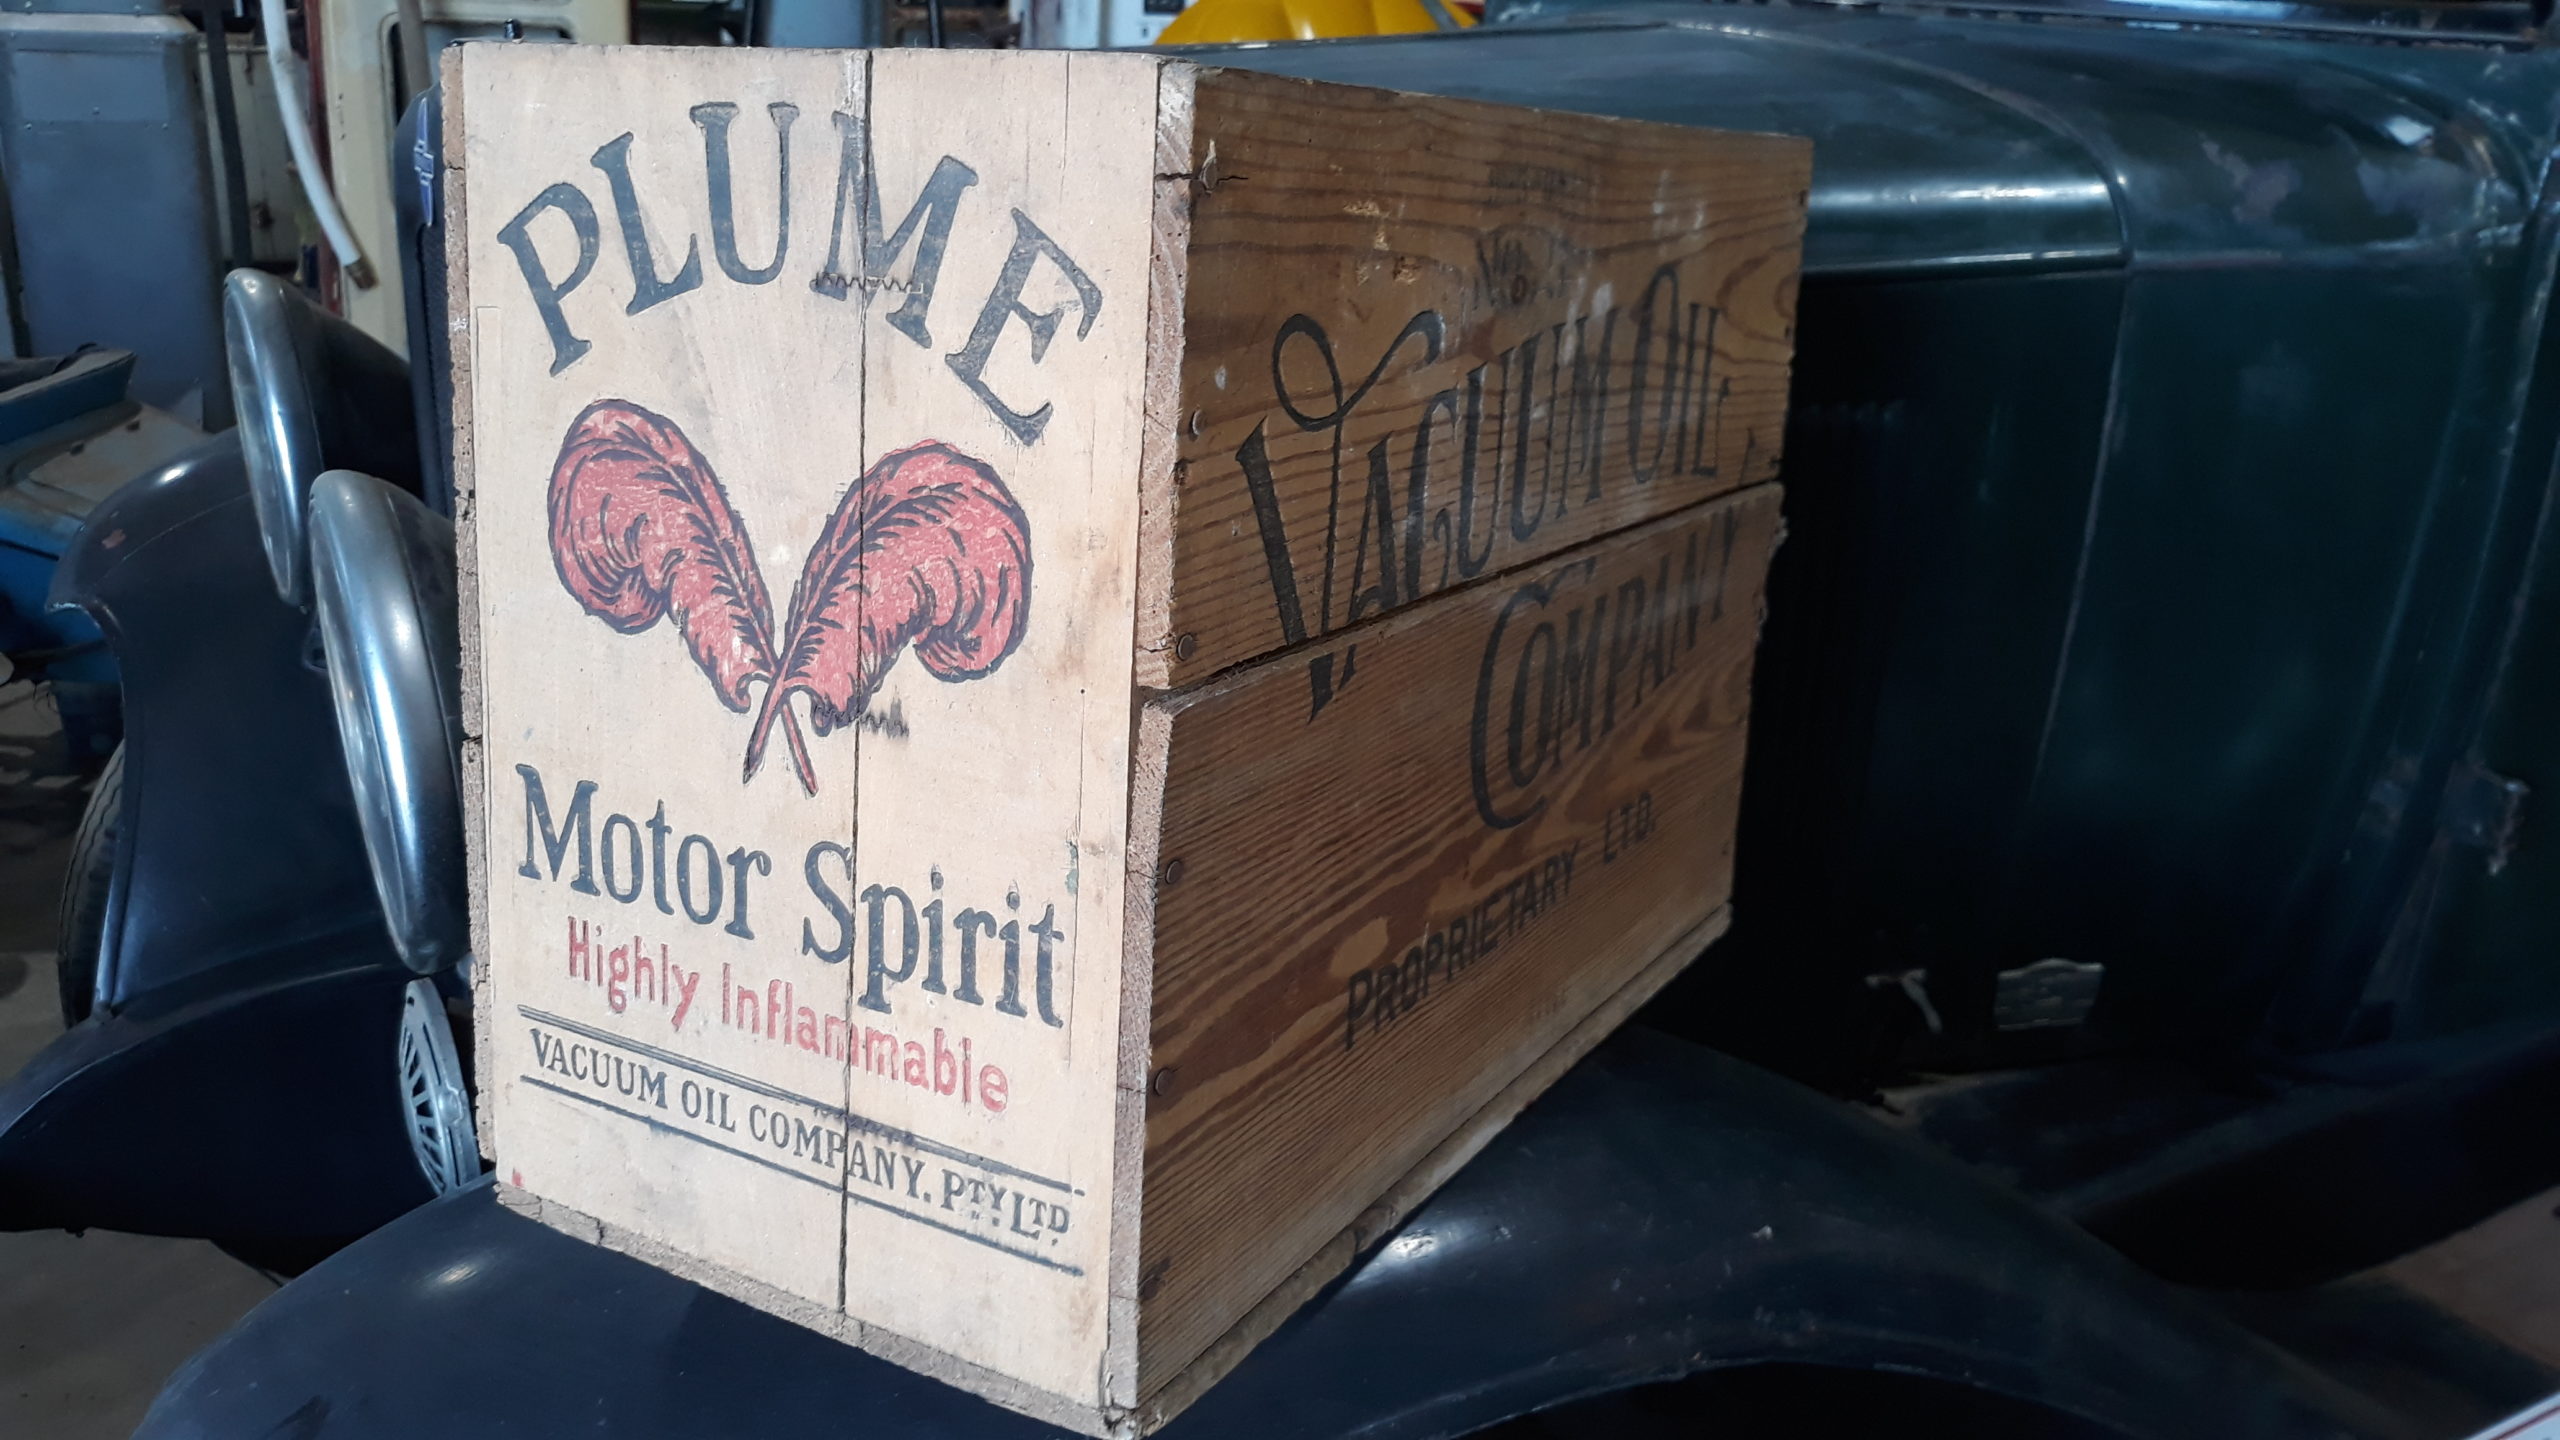 PLUME
Motor Spirit
Highly Inflammable
VACUUM OIL COMPANY. PTY. LTD.
VACUUM OIL
COMPANY
PROPRIETARY LTD.